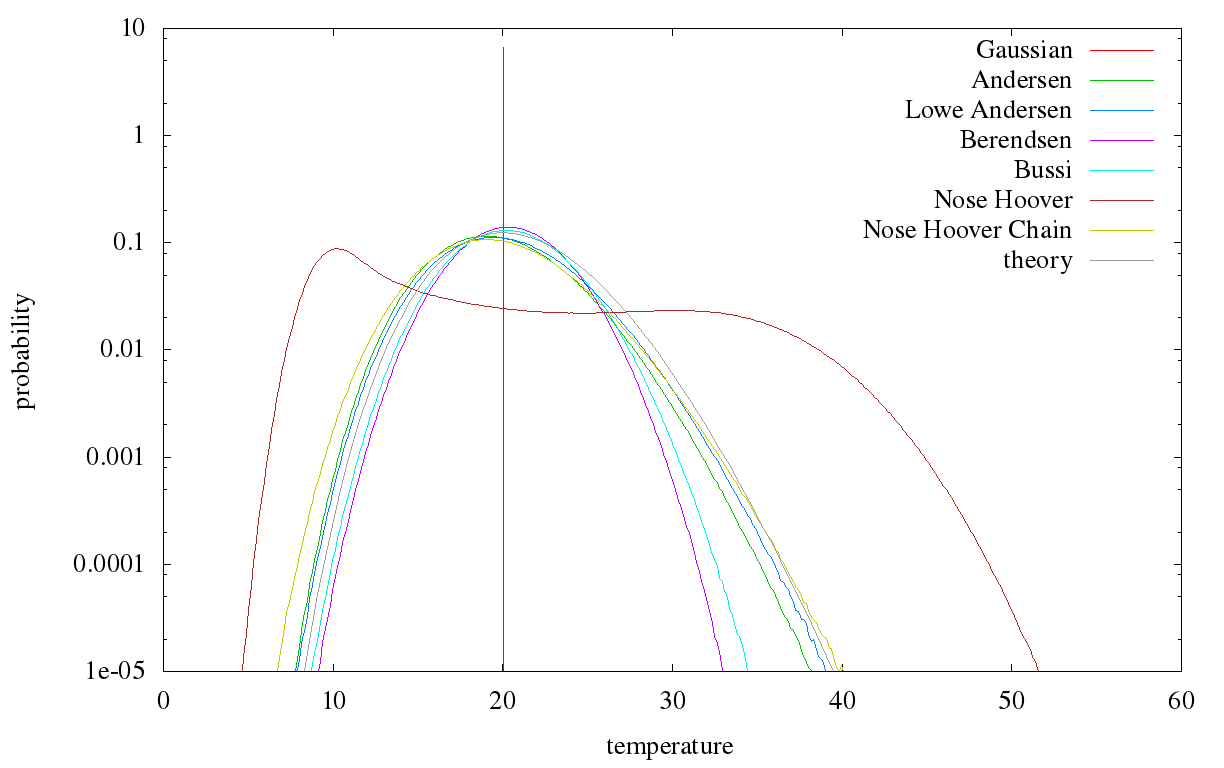 10
1
0.1
0.01
0.001
0.0001
1e-05
probability
0 10 20 30 40 50 60
temperature
Gaussian
Andersen
Lowe Andersen
Berendsen
Bussi
Nose Hoover
Nose Hoover Chain
theory